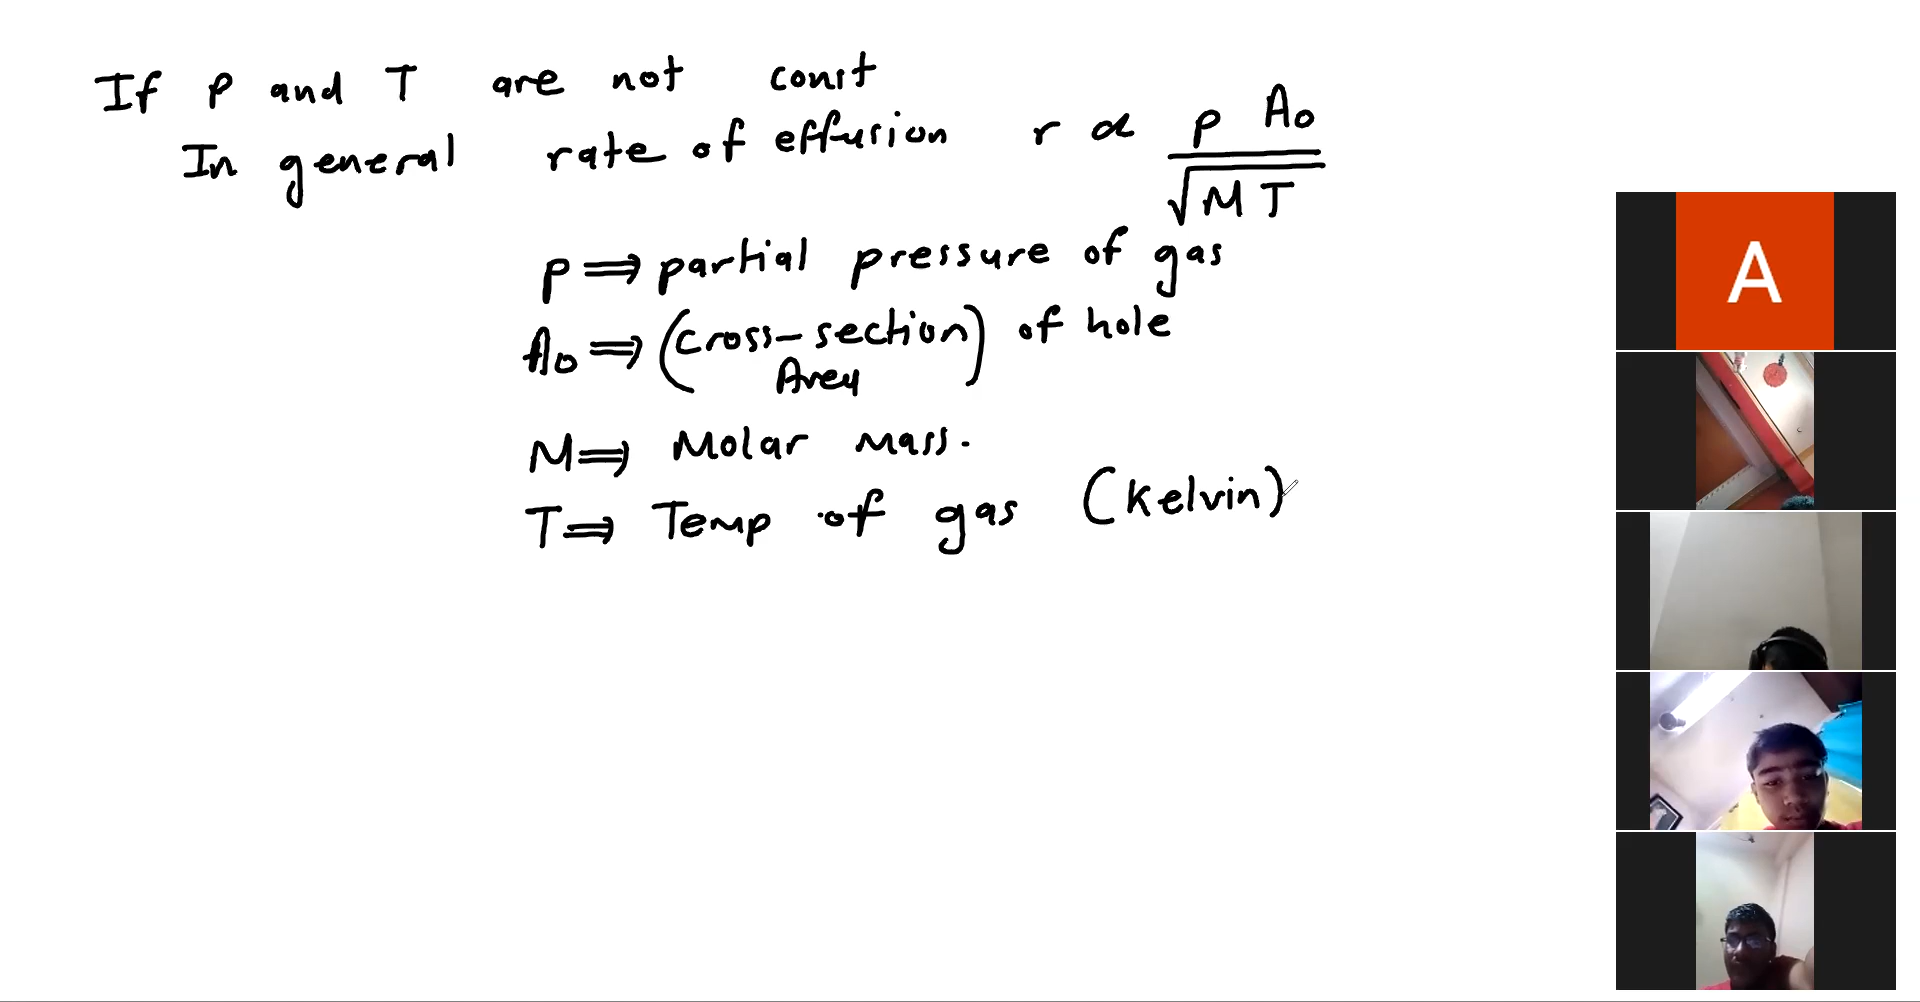 If P and T are not const
In general rate of effusion r ∝ p A₀ / √MT
p ⇒ partial pressure of gas
A₀ ⇒ (cross-section Area) of hole
M ⇒ Molar mass.
T ⇒ Temp of gas (Kelvin)
A